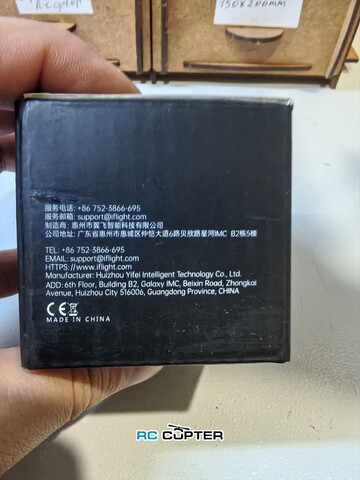 R-COPTOP
150x200mm
服务电话: +86 752-3866-695
服务邮箱: support@iflight.com
制造商: 惠州市翼飞智能科技有限公司
公司地址: 广东省惠州市惠城区仲恺大道6路贝欣路星河IMC B2栋5楼
TEL: +86 752-3866-695
EMAIL: support@iflight.com
HTTPS://www.iflight.com
Manufacturer: Huizhou Yifei Intelligent Technology Co., Ltd.
ADD: 6th Floor, Building B2, Galaxy IMC, Beixin Road, Zhongkai
Avenue, Huizhou City 516006, Guangdong Province, CHINA
CE
MADE IN CHINA
RC COPTER